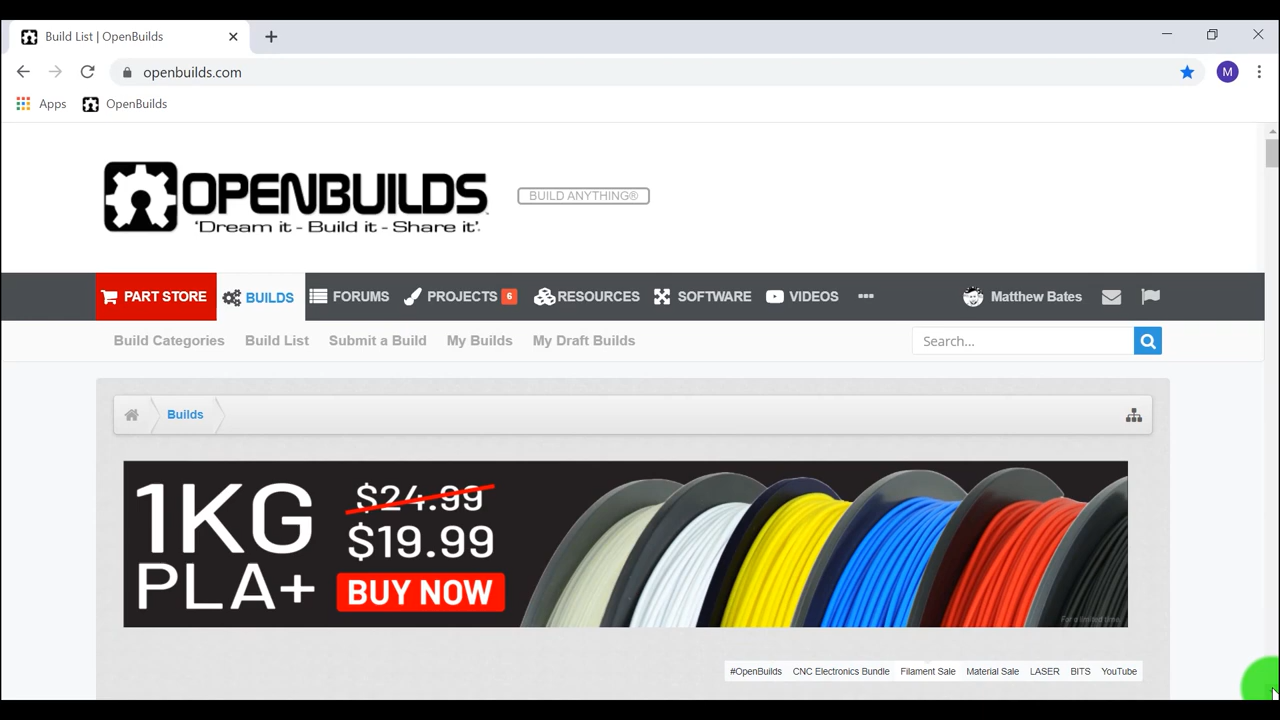 Build List | OpenBuilds
openbuilds.com
M
Apps
OpenBuilds
OPENBUILDS
'Dream it - Build it - Share it'.
BUILD ANYTHING®
PART STORE
BUILDS
FORUMS
PROJECTS 6
RESOURCES
SOFTWARE
VIDEOS
Matthew Bates
Build Categories
Build List
Submit a Build
My Builds
My Draft Builds
Search...
Builds
1KG
PLA+
$24.99
$19.99
BUY NOW
For a limited time
#OpenBuilds
CNC Electronics Bundle
Filament Sale
Material Sale
LASER
BITS
YouTube